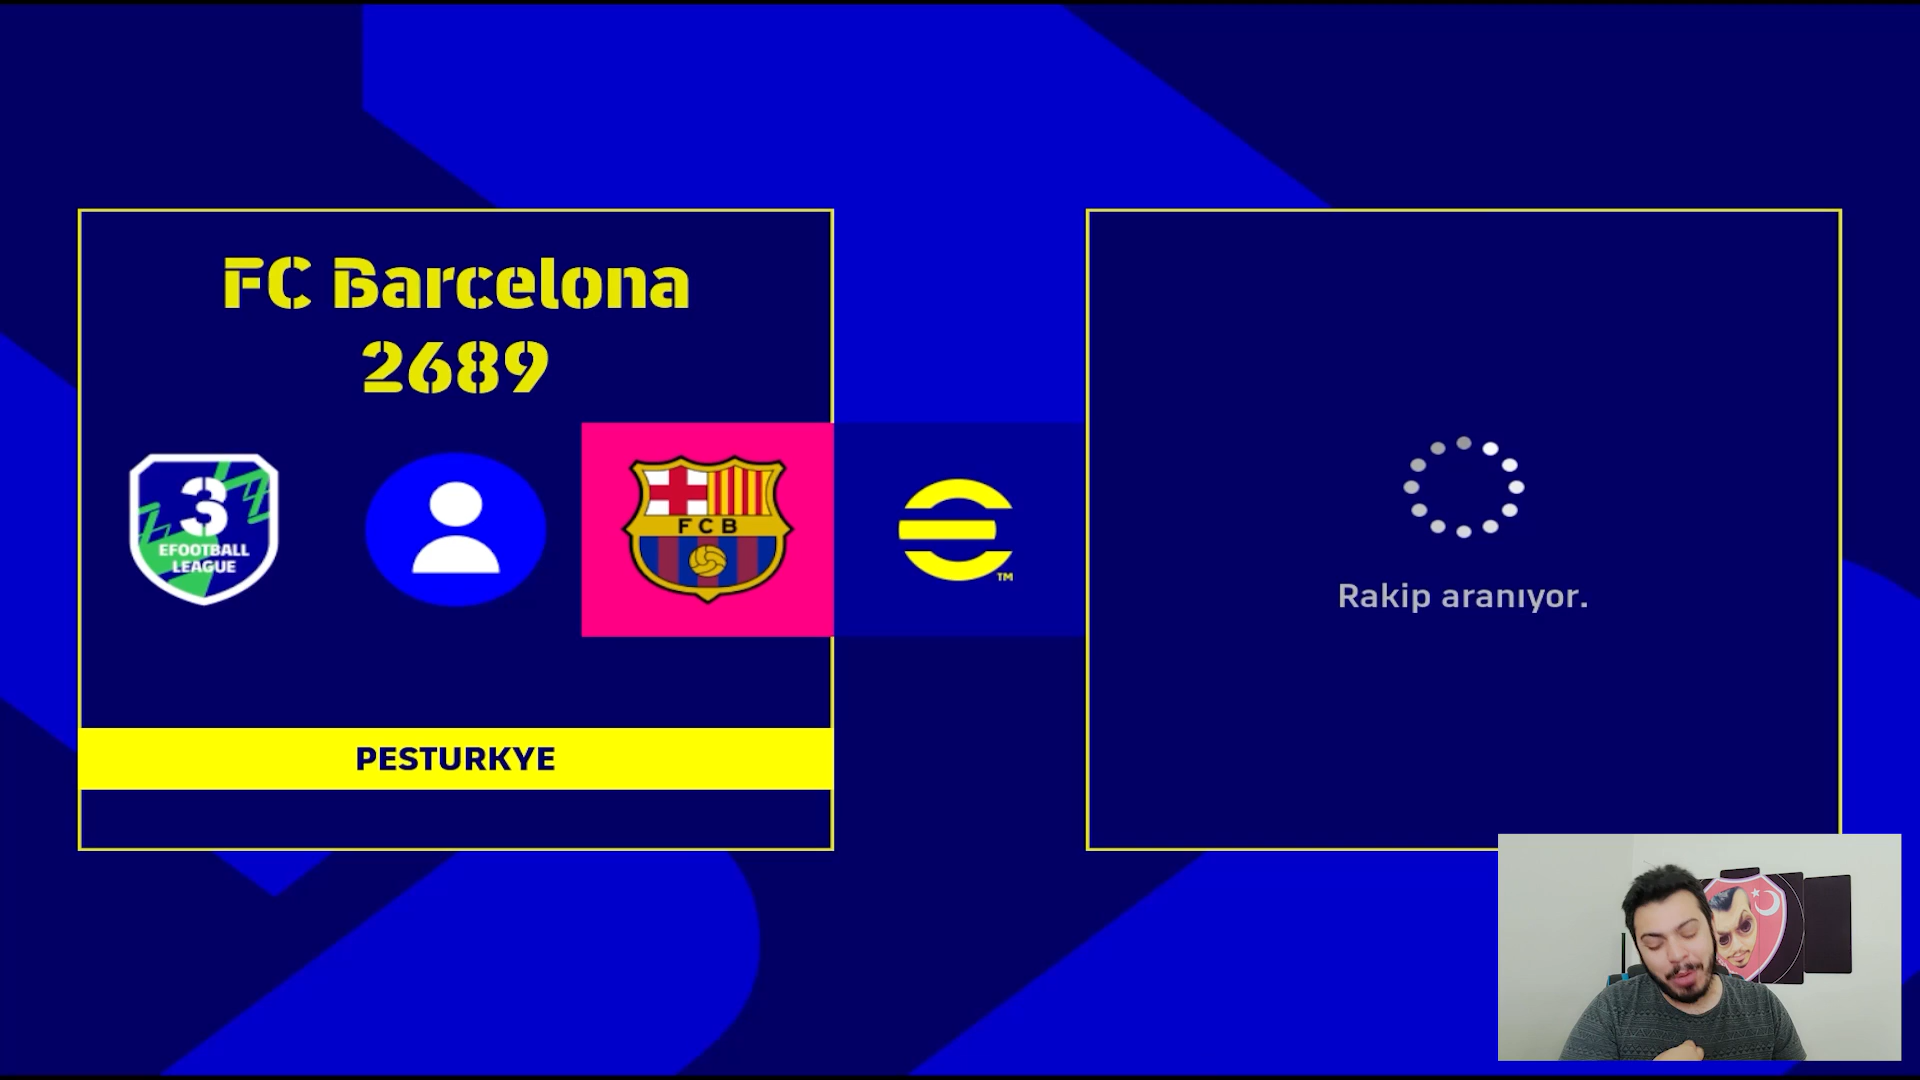 FC Barcelona
2689
3
EFOOTBALL
LEAGUE
FCB
TM
Rakip aranıyor.
PESTURKYE